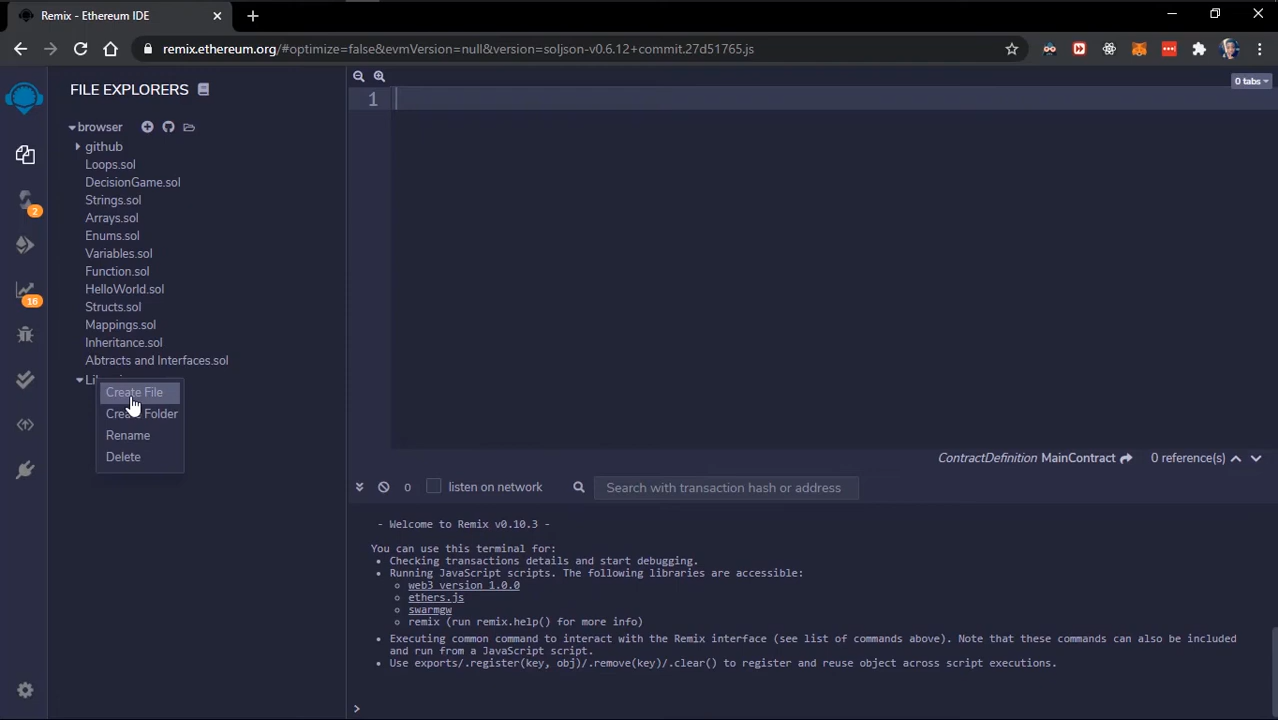 Remix - Ethereum IDE
remix.ethereum.org/#optimize=false&evmVersion=null&version=soljson-v0.6.12+commit.27d51765.js
FILE EXPLORERS
0 tabs
1
browser
github
Loops.sol
DecisionGame.sol
Strings.sol
2
Arrays.sol
Enums.sol
Variables.sol
Function.sol
HelloWorld.sol
16
Structs.sol
Mappings.sol
Inheritance.sol
Abtracts and Interfaces.sol
Create File
Create Folder
Rename
Delete
ContractDefinition MainContract 0 reference(s)
0 listen on network Search with transaction hash or address
- Welcome to Remix v0.10.3 -
You can use this terminal for:
• Checking transactions details and start debugging.
• Running JavaScript scripts. The following libraries are accessible:
○ web3 version 1.0.0
○ ethers.js
○ swarmgw
○ remix (run remix.help() for more info)
• Executing common command to interact with the Remix interface (see list of commands above). Note that these commands can also be included
and run from a JavaScript script.
• Use exports/.register(key, obj)/.remove(key)/.clear() to register and reuse object across script executions.
>